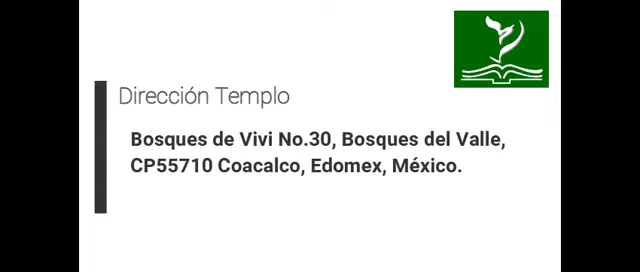 Dirección Templo
Bosques de Vivi No.30, Bosques del Valle,
CP55710 Coacalco, Edomex, México.